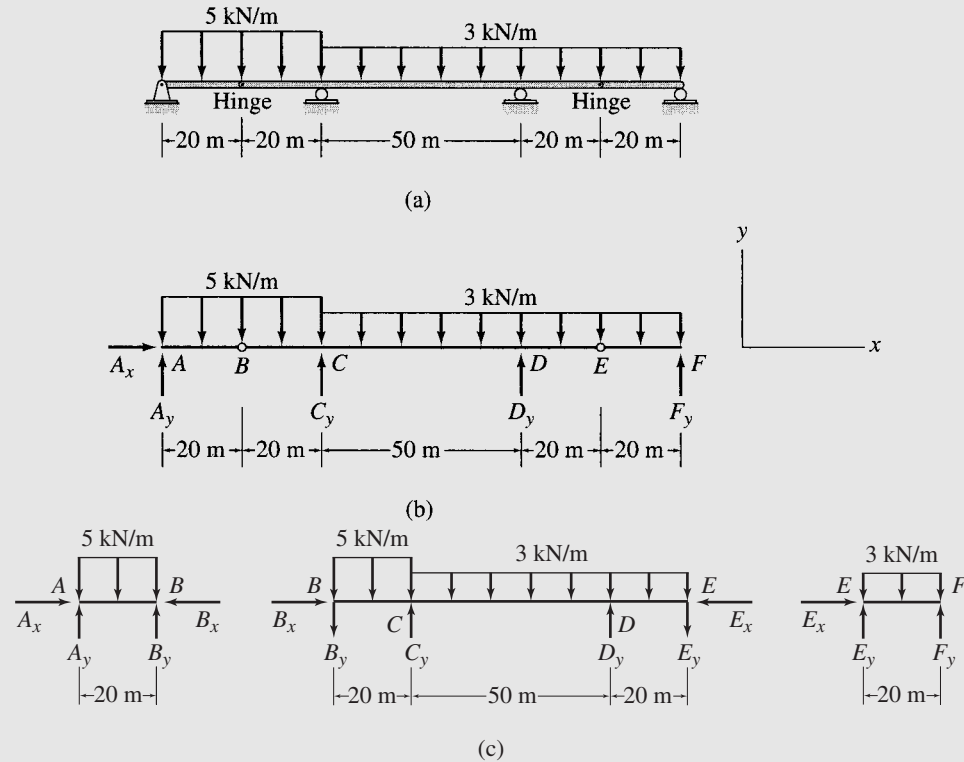 5 kN/m
3 kN/m
Hinge Hinge
20 m 20 m 50 m 20 m 20 m
(a)
y
5 kN/m
3 kN/m
x
A_x A B C D E F
A_y C_y D_y F_y
20 m 20 m 50 m 20 m 20 m
(b)
5 kN/m 5 kN/m 3 kN/m 3 kN/m
A B B E E F
A_x B_x B_x C D E_x E_x
A_y B_y B_y C_y D_y E_y E_y F_y
20 m 20 m 50 m 20 m 20 m
(c)